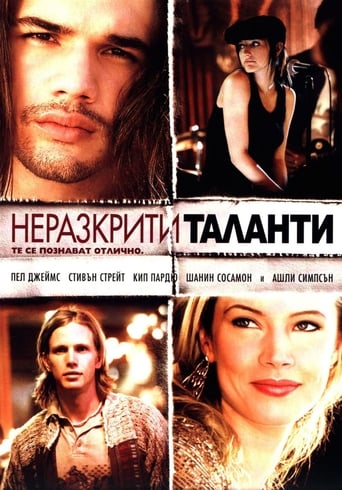 НЕРАЗКРИТИ ТАЛАНТИ
ТЕ СЕ ПОЗНАВАТ ОТЛИЧНО.
ПЕЛ ДЖЕЙМС СТИВЪН СТРЕЙТ КИП ПАРДЮ ШАНИН СОСАМОН И АШЛИ СИМПСЪН